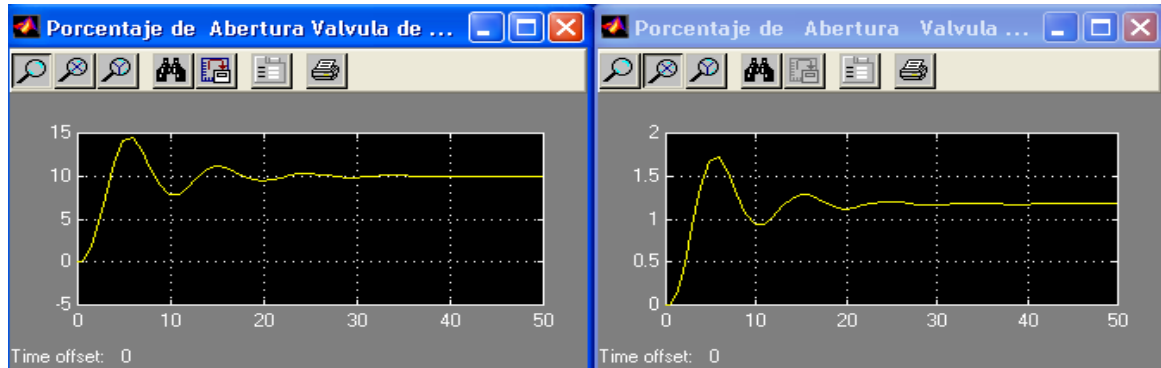 Porcentaje de Abertura Valvula de ...
15
10
5
0
-5
0 10 20 30 40 50
Time offset: 0
Porcentaje de Abertura Valvula ...
2
1.5
1
0.5
0
0 10 20 30 40 50
Time offset: 0